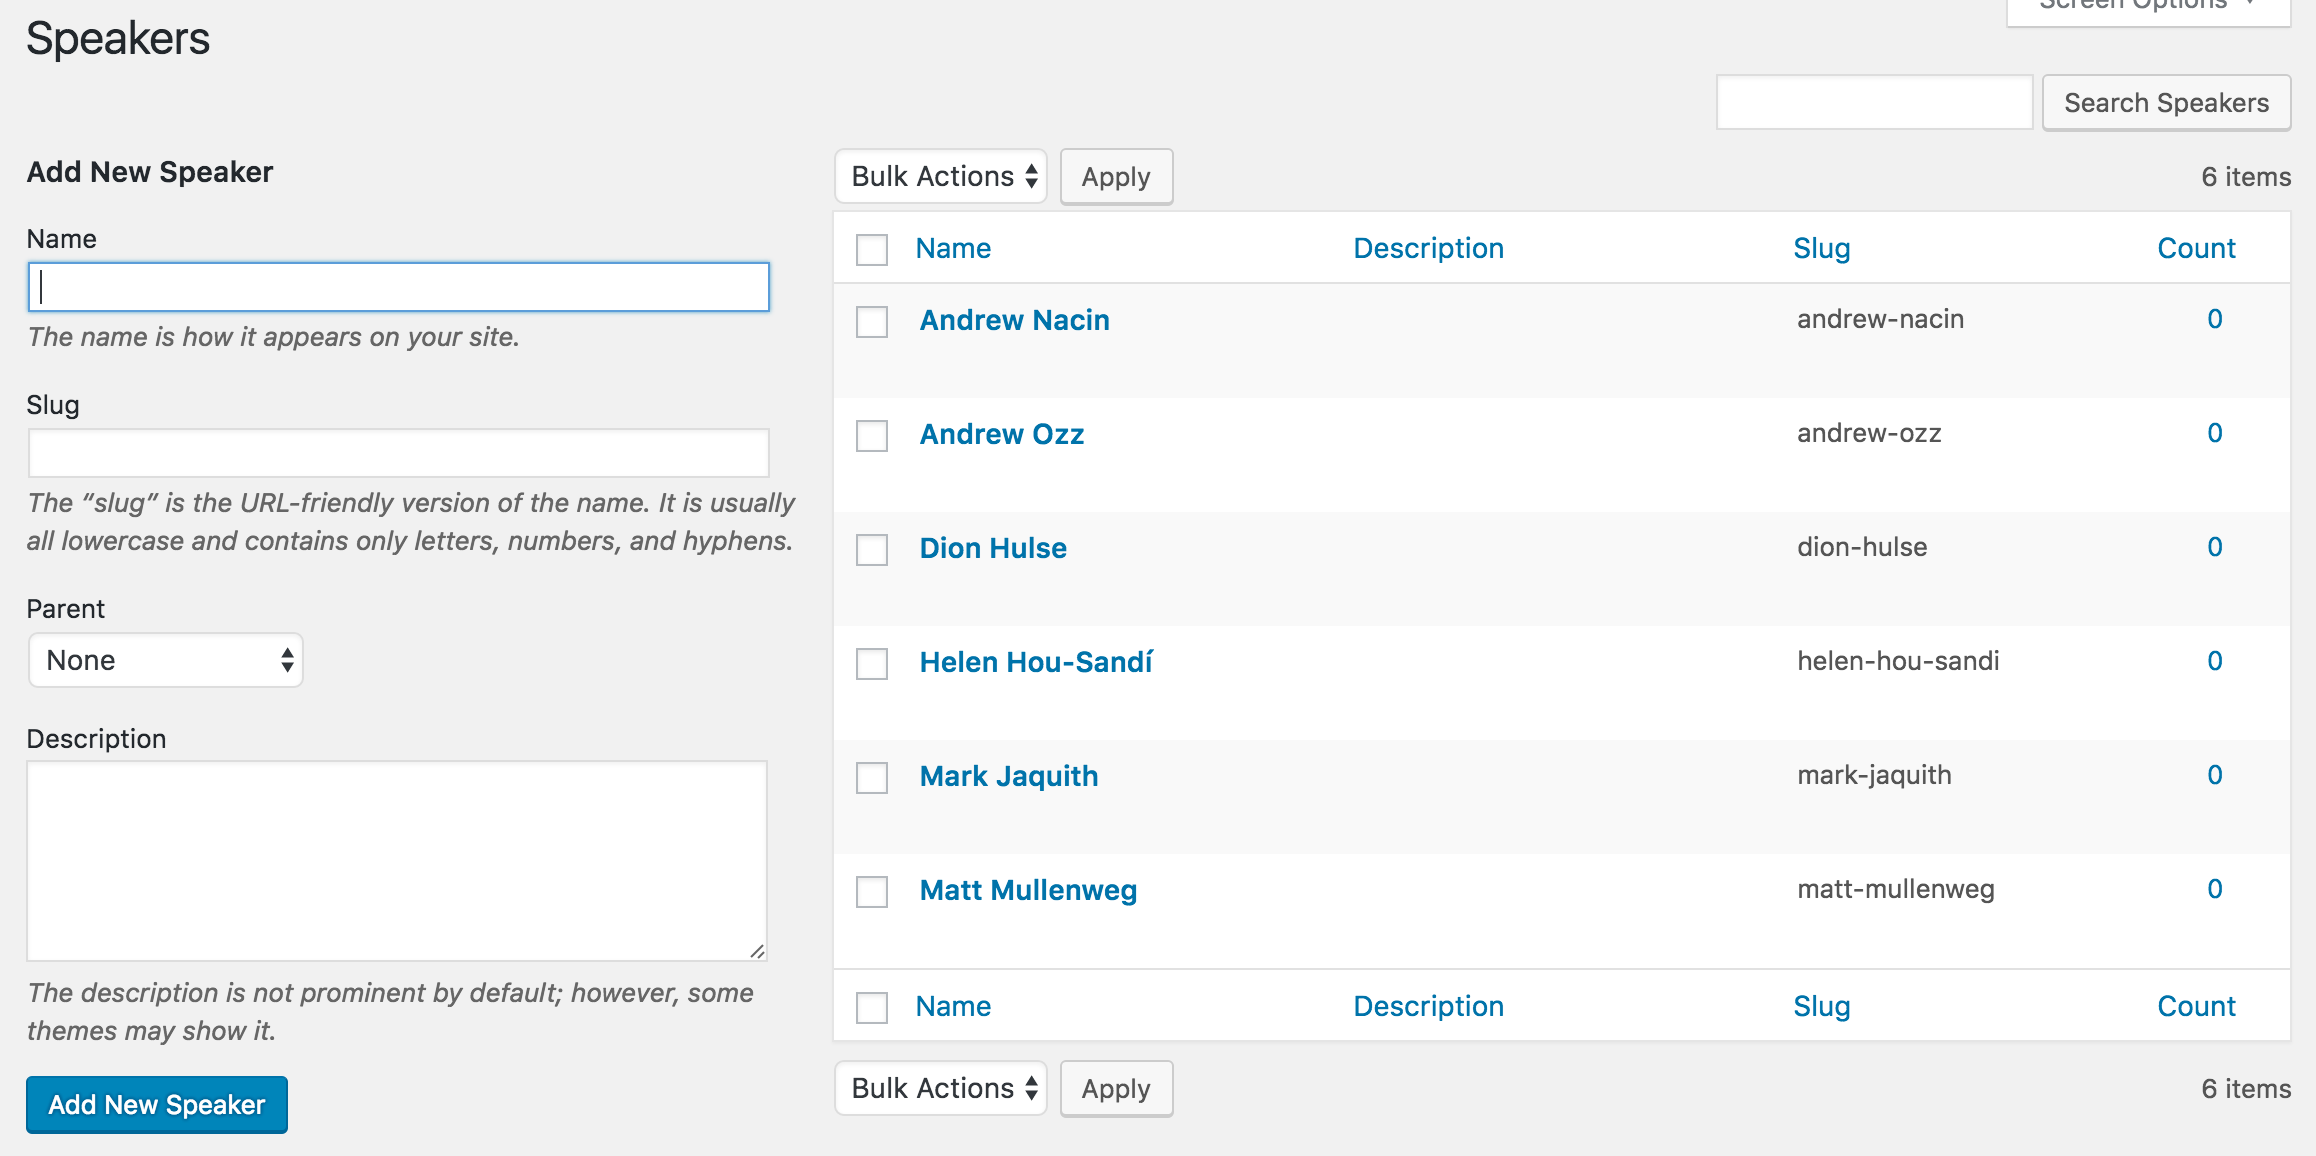 Screen Options
Speakers
Search Speakers
Add New Speaker
Name
The name is how it appears on your site.
Slug
The “slug” is the URL-friendly version of the name. It is usually
all lowercase and contains only letters, numbers, and hyphens.
Parent
None
Description
The description is not prominent by default; however, some
themes may show it.
Add New Speaker
Bulk Actions Apply 6 items
Name Description Slug Count
Andrew Nacin andrew-nacin 0
Andrew Ozz andrew-ozz 0
Dion Hulse dion-hulse 0
Helen Hou-Sandí helen-hou-sandi 0
Mark Jaquith mark-jaquith 0
Matt Mullenweg matt-mullenweg 0
Name Description Slug Count
Bulk Actions Apply 6 items